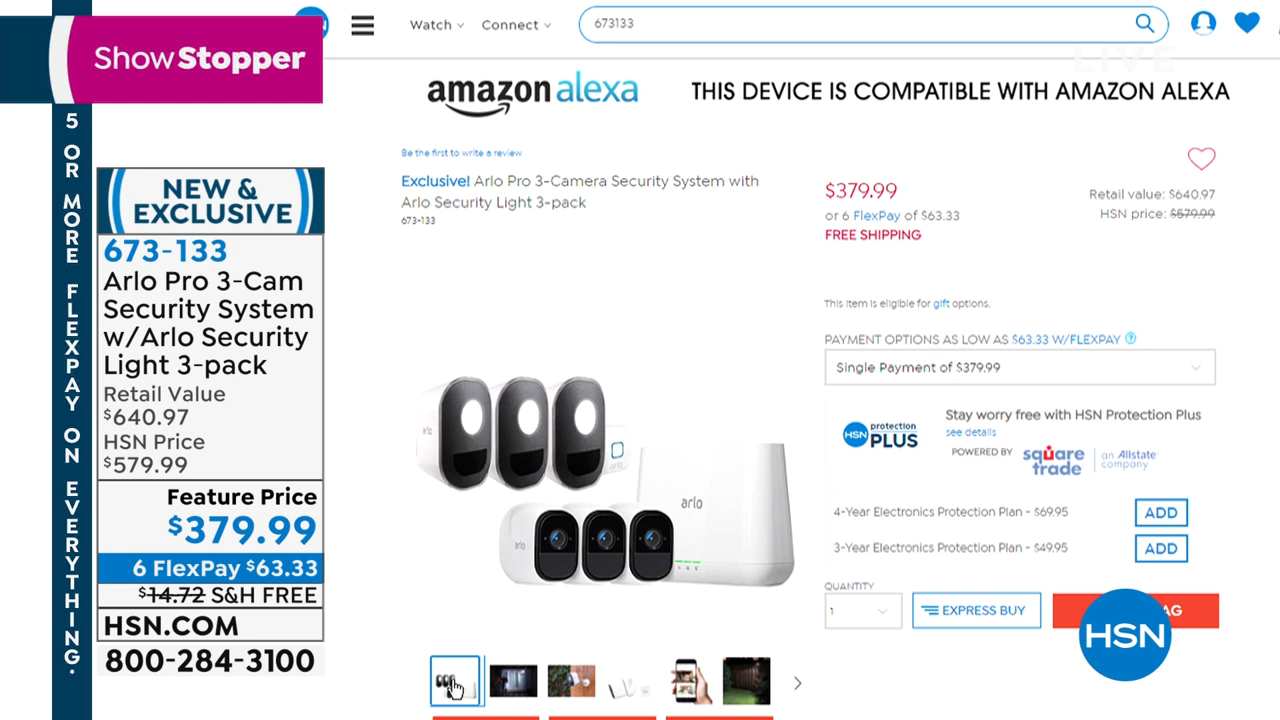 ShowStopper
5 OR MORE FLEXPAY ON EVERYTHING.
NEW &
EXCLUSIVE
673-133
Arlo Pro 3-Cam
Security System
w/Arlo Security
Light 3-pack
Retail Value
$640.97
HSN Price
$579.99
Feature Price
$379.99
6 FlexPay $63.33
$14.72 S&H FREE
HSN.COM
800-284-3100
Watch
Connect
673133
LIVE
amazon alexa
THIS DEVICE IS COMPATIBLE WITH AMAZON ALEXA
Be the first to write a review
Exclusive! Arlo Pro 3-Camera Security System with
Arlo Security Light 3-pack
673-133
$379.99
or 6 FlexPay of $63.33
FREE SHIPPING
Retail value: $640.97
HSN price: $579.99
This item is eligible for gift options.
PAYMENT OPTIONS AS LOW AS $63.33 W/FLEXPAY ?
Single Payment of $379.99
HSN protection PLUS
Stay worry free with HSN Protection Plus
see details
POWERED BY square trade an Allstate company
4-Year Electronics Protection Plan - $69.95 ADD
3-Year Electronics Protection Plan - $49.95 ADD
QUANTITY
1
EXPRESS BUY
AG
HSN
arlo
arlo
arlo